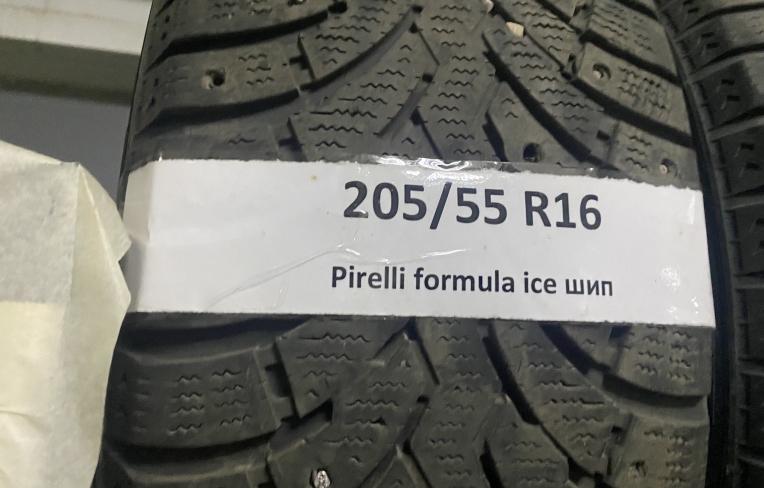 205/55 R16
Pirelli formula ice шип